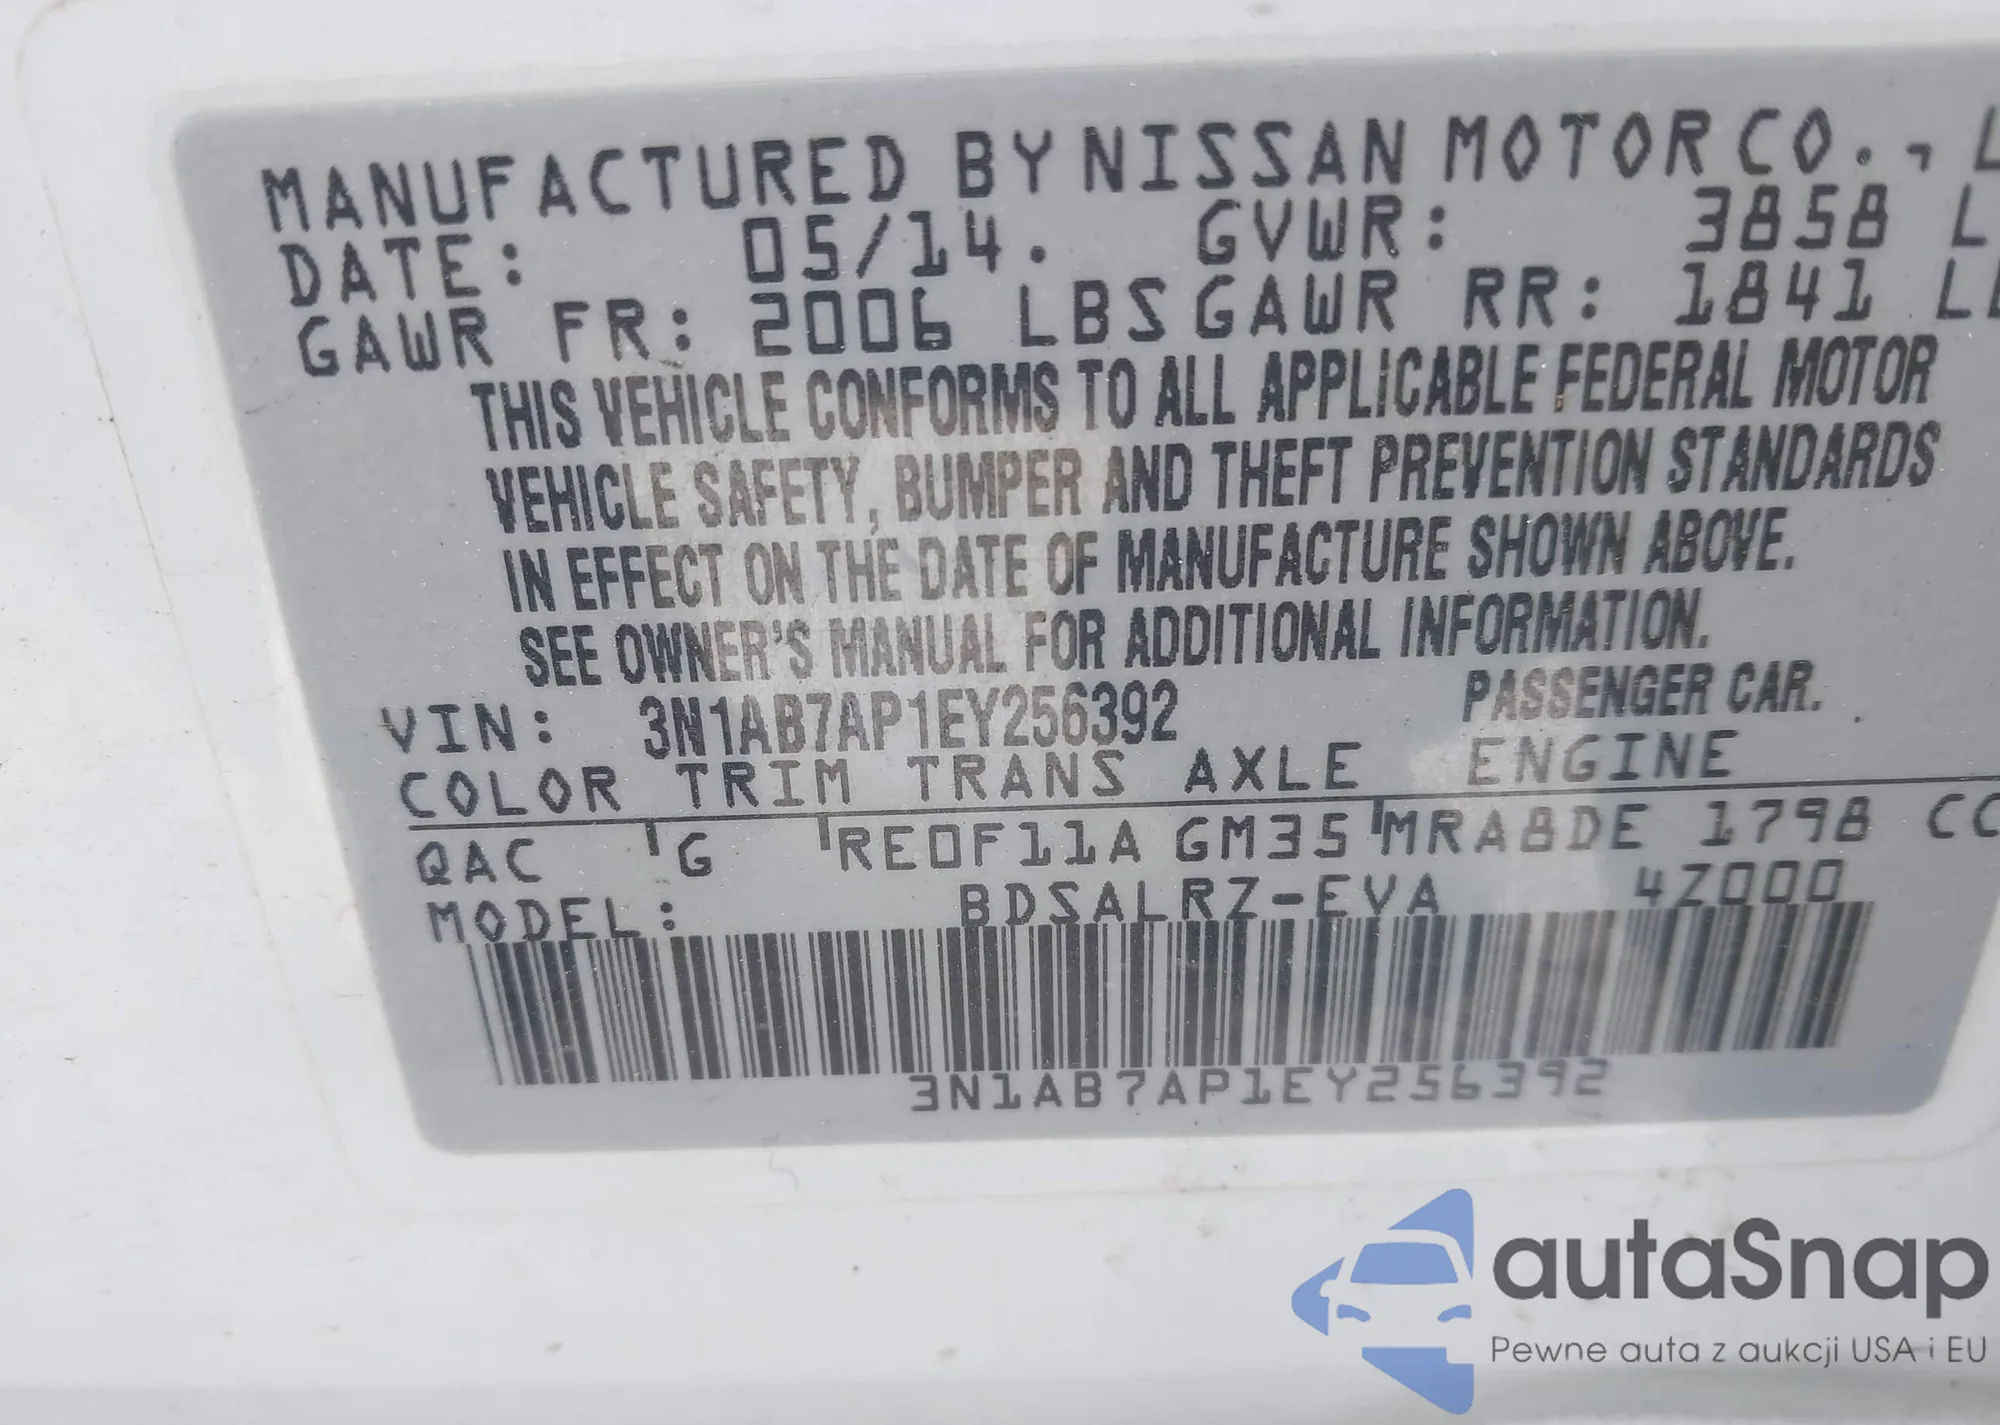 MANUFACTURED BY NISSAN MOTOR CO., L
DATE: 05/14. GVWR: 3858 L
GAWR FR: 2006 LBS GAWR RR: 1841 LB
THIS VEHICLE CONFORMS TO ALL APPLICABLE FEDERAL MOTOR
VEHICLE SAFETY, BUMPER AND THEFT PREVENTION STANDARDS
IN EFFECT ON THE DATE OF MANUFACTURE SHOWN ABOVE.
SEE OWNER'S MANUAL FOR ADDITIONAL INFORMATION.
VIN: 3N1AB7AP1EY256392 PASSENGER CAR.
COLOR TRIM TRANS AXLE ENGINE
QAC G RE0F11A GM35 MRA8DE 1798 CC
MODEL: BDSALRZ-EVA 4Z000
3N1AB7AP1EY256392
autaSnap
Pewne auta z aukcji USA i EU